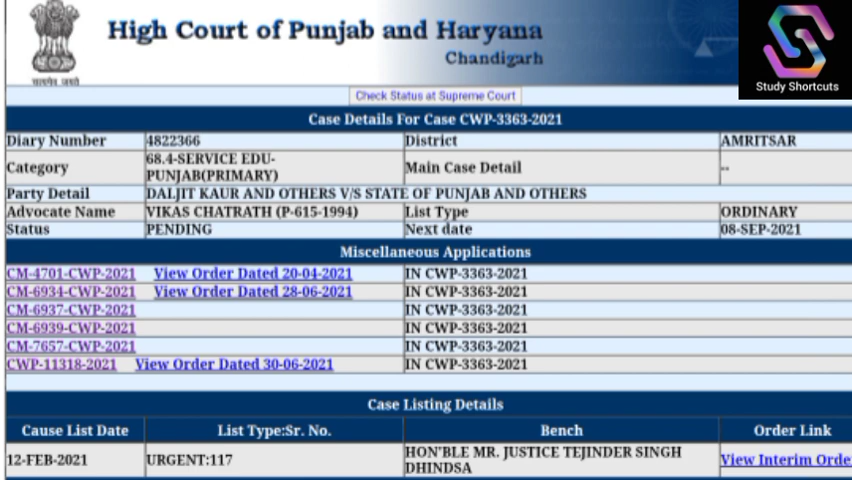 High Court of Punjab and Haryana
Chandigarh
Study Shortcuts
Check Status at Supreme Court
Case Details For Case CWP-3363-2021
Diary Number 4822366 District AMRITSAR
Category 68.4-SERVICE EDU-PUNJAB(PRIMARY) Main Case Detail --
Party Detail DALJIT KAUR AND OTHERS V/S STATE OF PUNJAB AND OTHERS
Advocate Name VIKAS CHATRATH (P-615-1994) List Type ORDINARY
Status PENDING Next date 08-SEP-2021
Miscellaneous Applications
CM-4701-CWP-2021 View Order Dated 20-04-2021 IN CWP-3363-2021
CM-6934-CWP-2021 View Order Dated 28-06-2021 IN CWP-3363-2021
CM-6937-CWP-2021 IN CWP-3363-2021
CM-6939-CWP-2021 IN CWP-3363-2021
CM-7657-CWP-2021 IN CWP-3363-2021
CWP-11318-2021 View Order Dated 30-06-2021 IN CWP-3363-2021
Case Listing Details
Cause List Date List Type:Sr. No. Bench Order Link
12-FEB-2021 URGENT:117 HON'BLE MR. JUSTICE TEJINDER SINGH DHINDSA View Interim Orde